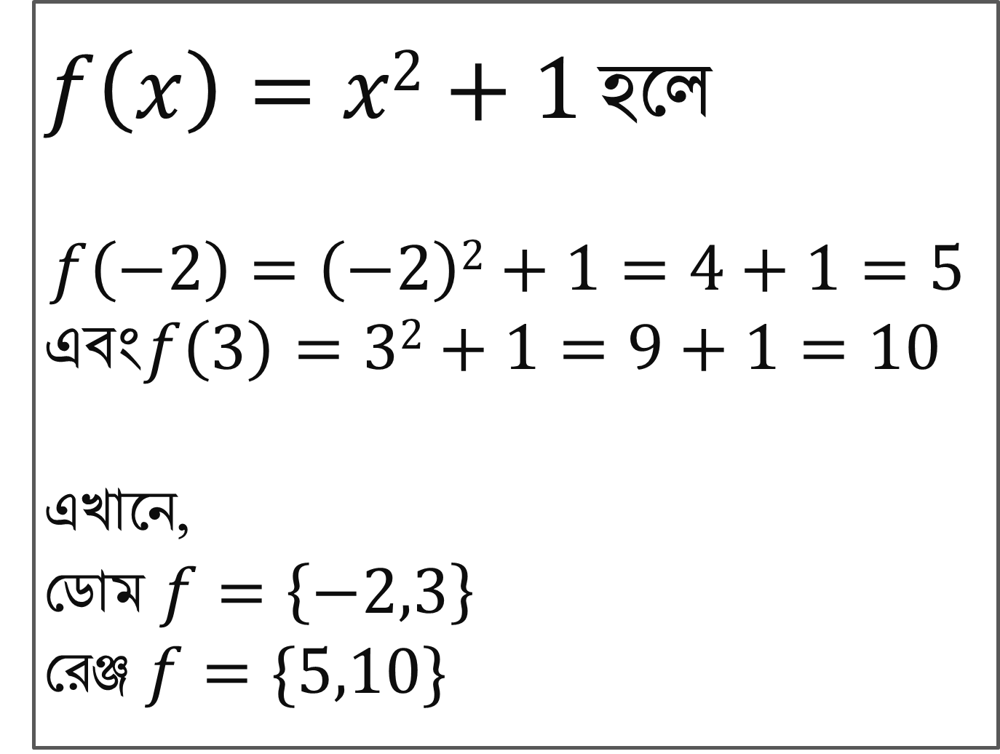 f(x) = x² + 1 হলে
f(−2) = (−2)² + 1 = 4 + 1 = 5
এবং f(3) = 3² + 1 = 9 + 1 = 10
এখানে,
ডোম f = {−2,3}
রেঞ্জ f = {5,10}